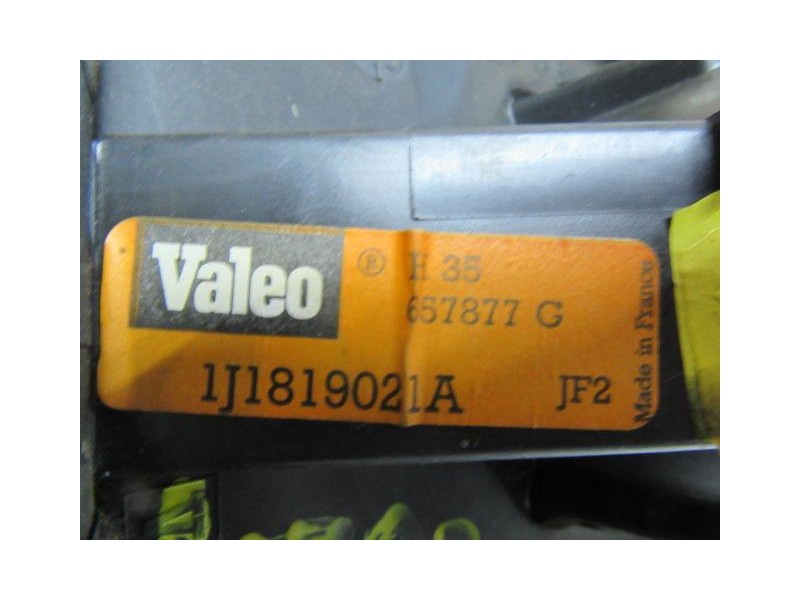 Valeo ® H 35
657877 G
1J1819021A JF2
Made in France